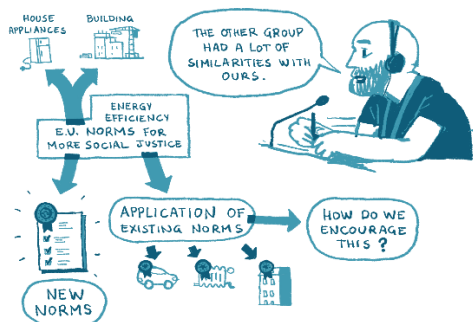 HOUSE
APPLIANCES
BUILDING
THE OTHER GROUP
HAD A LOT OF
SIMILARITIES WITH
OURS.
ENERGY
EFFICIENCY
E.U. NORMS FOR
MORE SOCIAL JUSTICE
APPLICATION OF
EXISTING NORMS
HOW DO WE
ENCOURAGE
THIS ?
NEW
NORMS